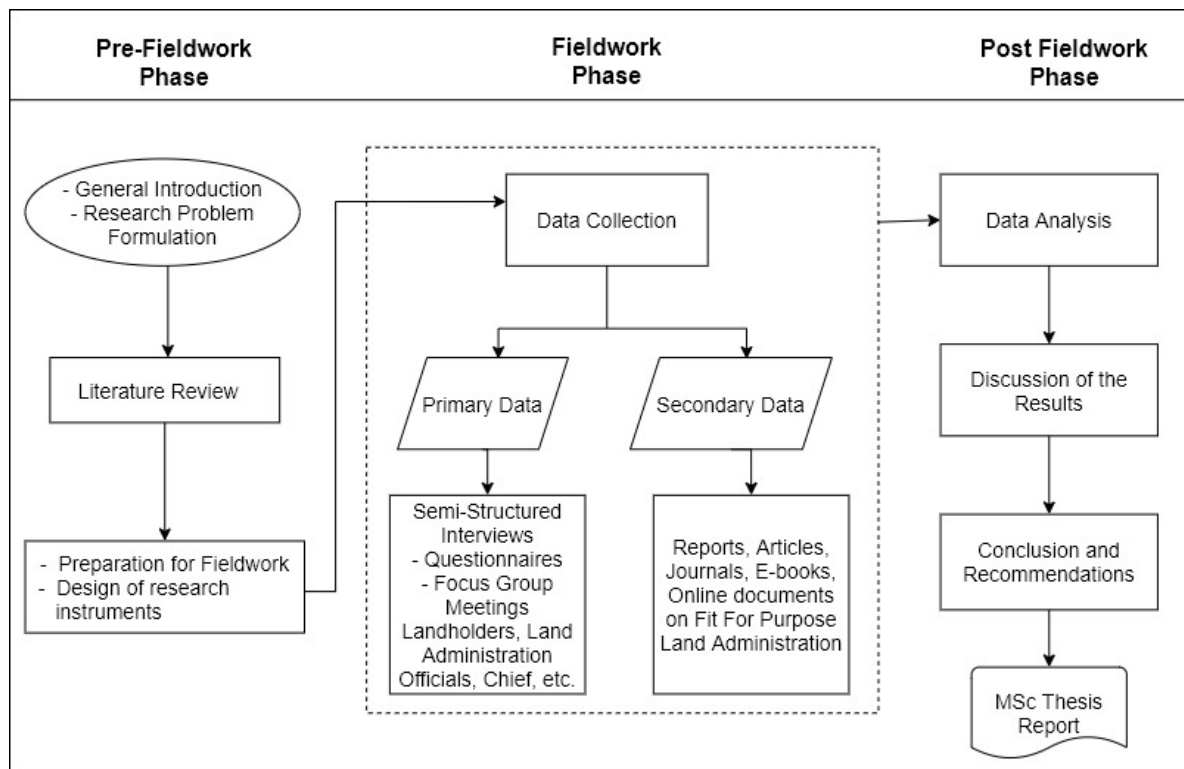 Pre-Fieldwork
Phase
Fieldwork
Phase
Post Fieldwork
Phase
- General Introduction
- Research Problem
Formulation
Literature Review
- Preparation for Fieldwork
- Design of research
instruments
Data Collection
Primary Data
Secondary Data
Semi-Structured
Interviews
- Questionnaires
- Focus Group
Meetings
Landholders, Land
Administration
Officials, Chief, etc.
Reports, Articles,
Journals, E-books,
Online documents
on Fit For Purpose
Land Administration
Data Analysis
Discussion of the
Results
Conclusion and
Recommendations
MSc Thesis
Report